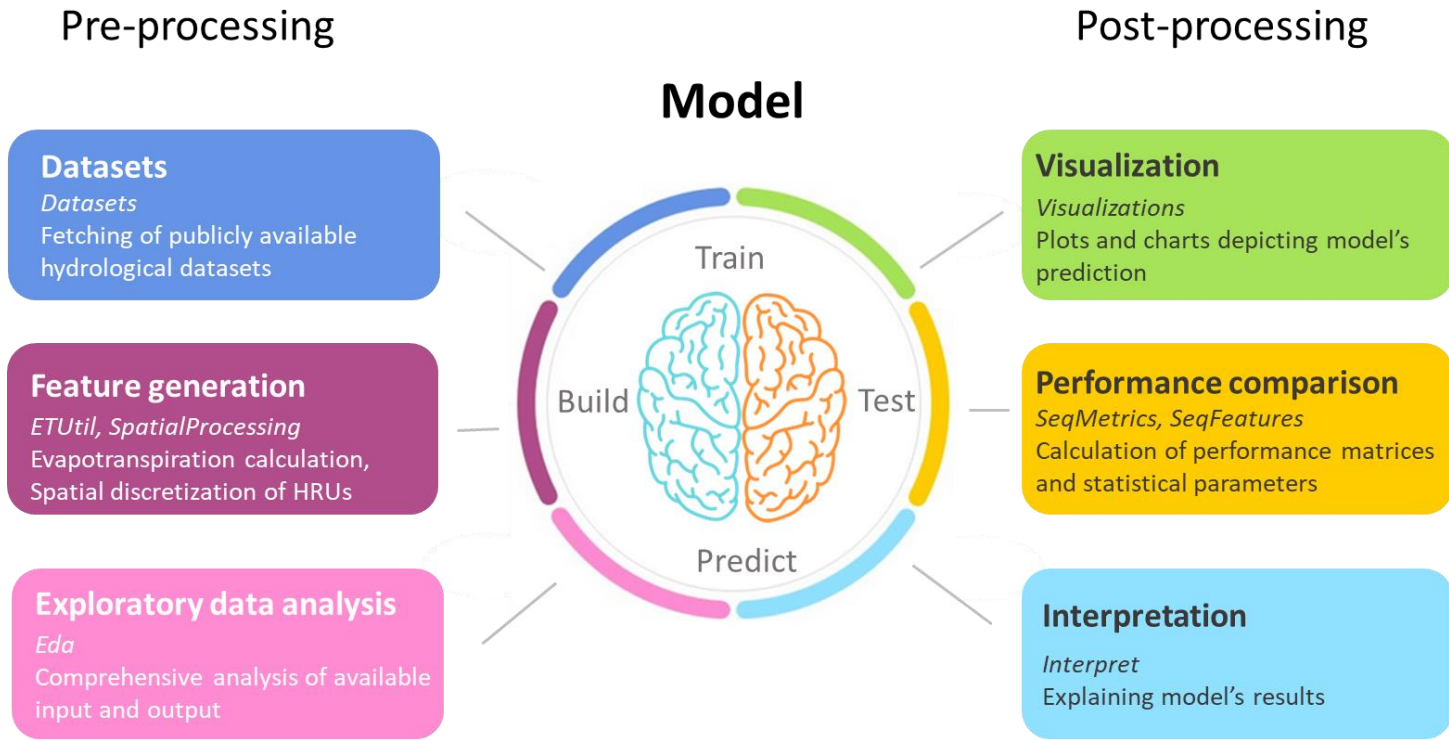 Pre-processing
Post-processing
Model
Datasets
Datasets
Fetching of publicly available
hydrological datasets
Feature generation
ETUtil, SpatialProcessing
Evapotranspiration calculation,
Spatial discretization of HRUs
Exploratory data analysis
Eda
Comprehensive analysis of available
input and output
Train
Build
Test
Predict
Visualization
Visualizations
Plots and charts depicting model’s
prediction
Performance comparison
SeqMetrics, SeqFeatures
Calculation of performance matrices
and statistical parameters
Interpretation
Interpret
Explaining model’s results